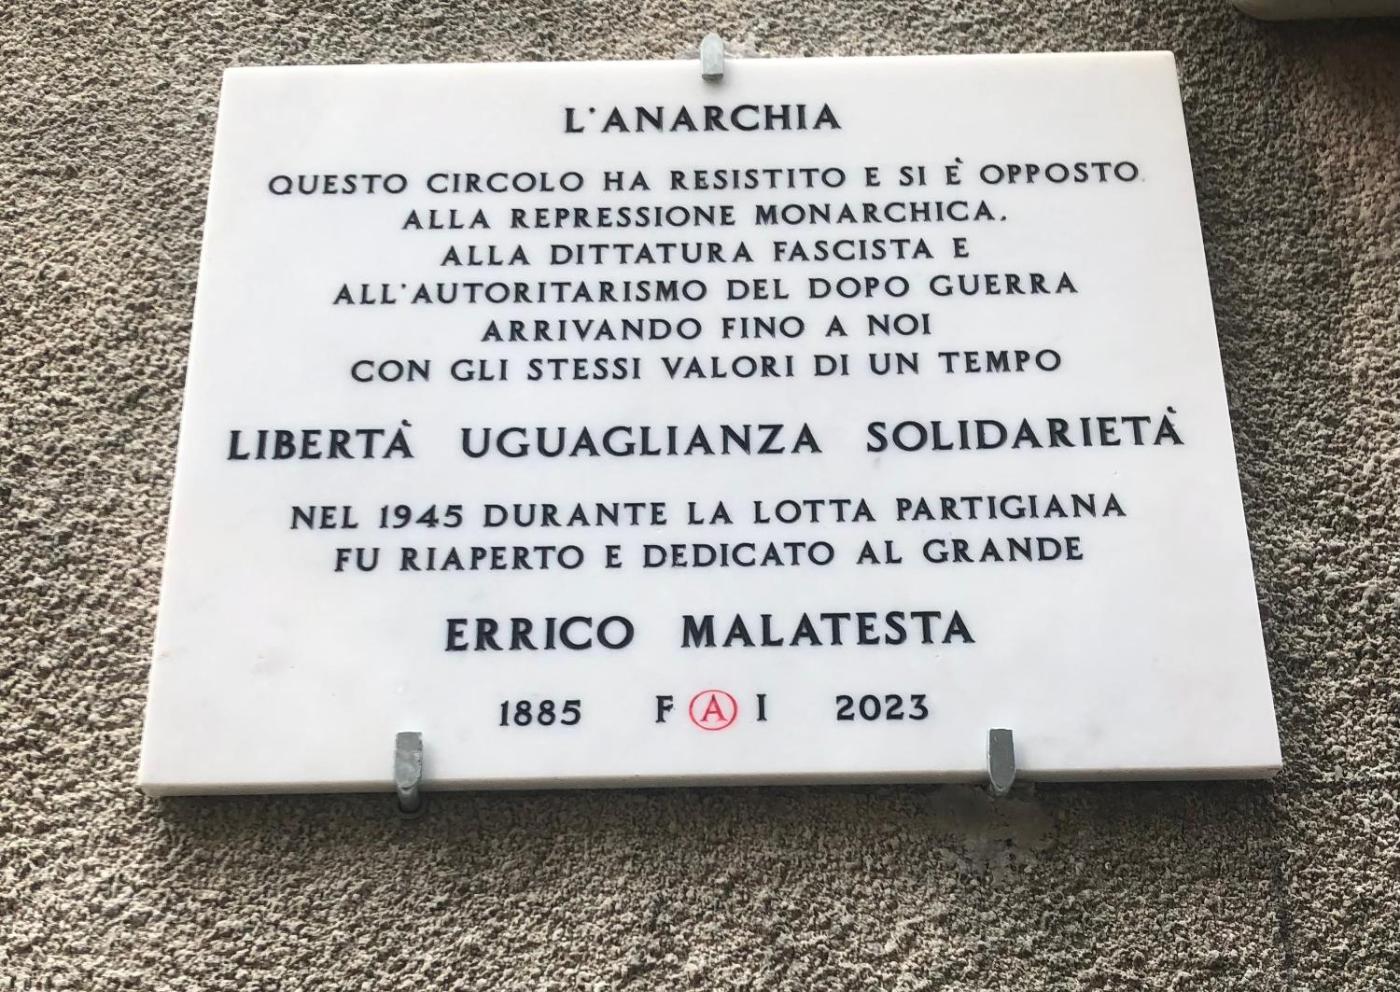 L'ANARCHIA
QUESTO CIRCOLO HA RESISTITO E SI È OPPOSTO
ALLA REPRESSIONE MONARCHICA,
ALLA DITTATURA FASCISTA E
ALL'AUTORITARISMO DEL DOPO GUERRA
ARRIVANDO FINO A NOI
CON GLI STESSI VALORI DI UN TEMPO
LIBERTÀ UGUAGLIANZA SOLIDARIETÀ
NEL 1945 DURANTE LA LOTTA PARTIGIANA
FU RIAPERTO E DEDICATO AL GRANDE
ERRICO MALATESTA
1885 F A I 2023